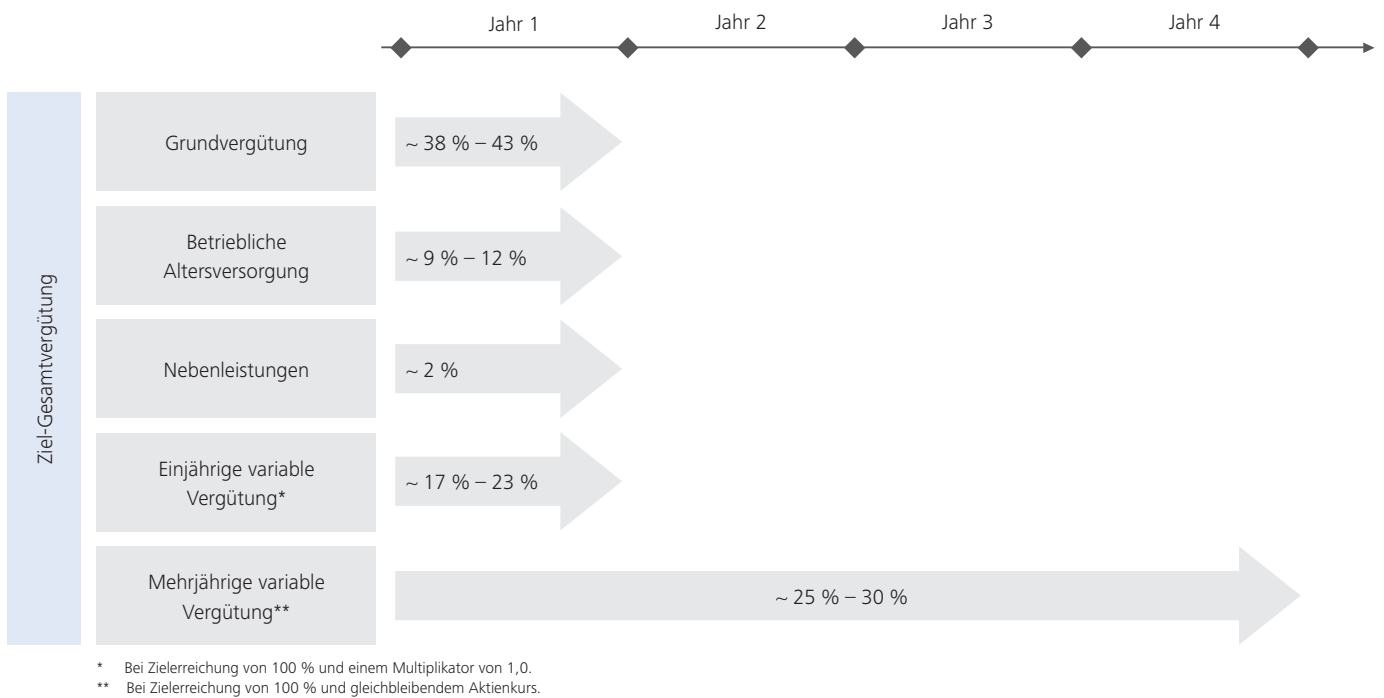 Jahr 1
Jahr 2
Jahr 3
Jahr 4
Ziel-Gesamtvergütung
Grundvergütung
~ 38 % – 43 %
Betriebliche
Altersversorgung
~ 9 % – 12 %
Nebenleistungen
~ 2 %
Einjährige variable
Vergütung*
~ 17 % – 23 %
Mehrjährige variable
Vergütung**
~ 25 % – 30 %
* Bei Zielerreichung von 100 % und einem Multiplikator von 1,0.
** Bei Zielerreichung von 100 % und gleichbleibendem Aktienkurs.